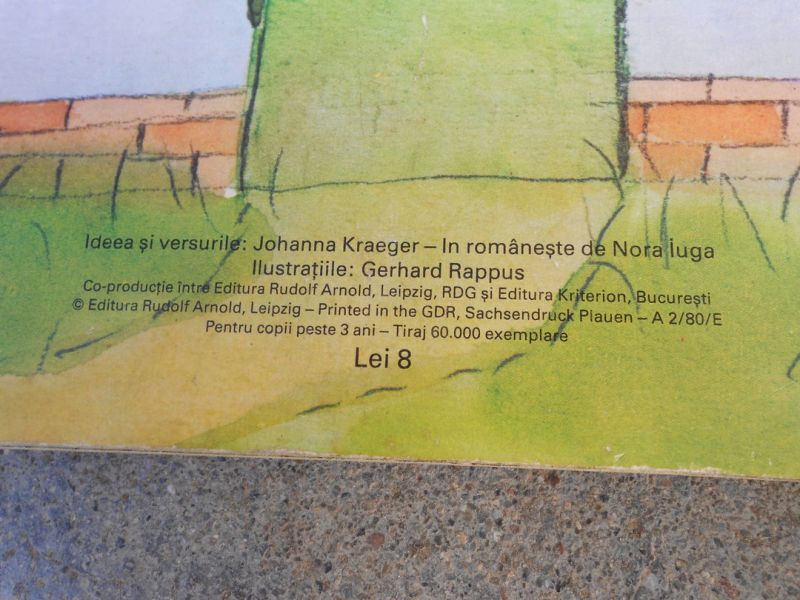 Ideea și versurile: Johanna Kraeger – In românește de Nora Iuga
Ilustrațiile: Gerhard Rappus
Co-producție între Editura Rudolf Arnold, Leipzig, RDG și Editura Kriterion, București
© Editura Rudolf Arnold, Leipzig – Printed in the GDR, Sachsendruck Plauen – A 2/80/E
Pentru copii peste 3 ani – Tiraj 60.000 exemplare
Lei 8